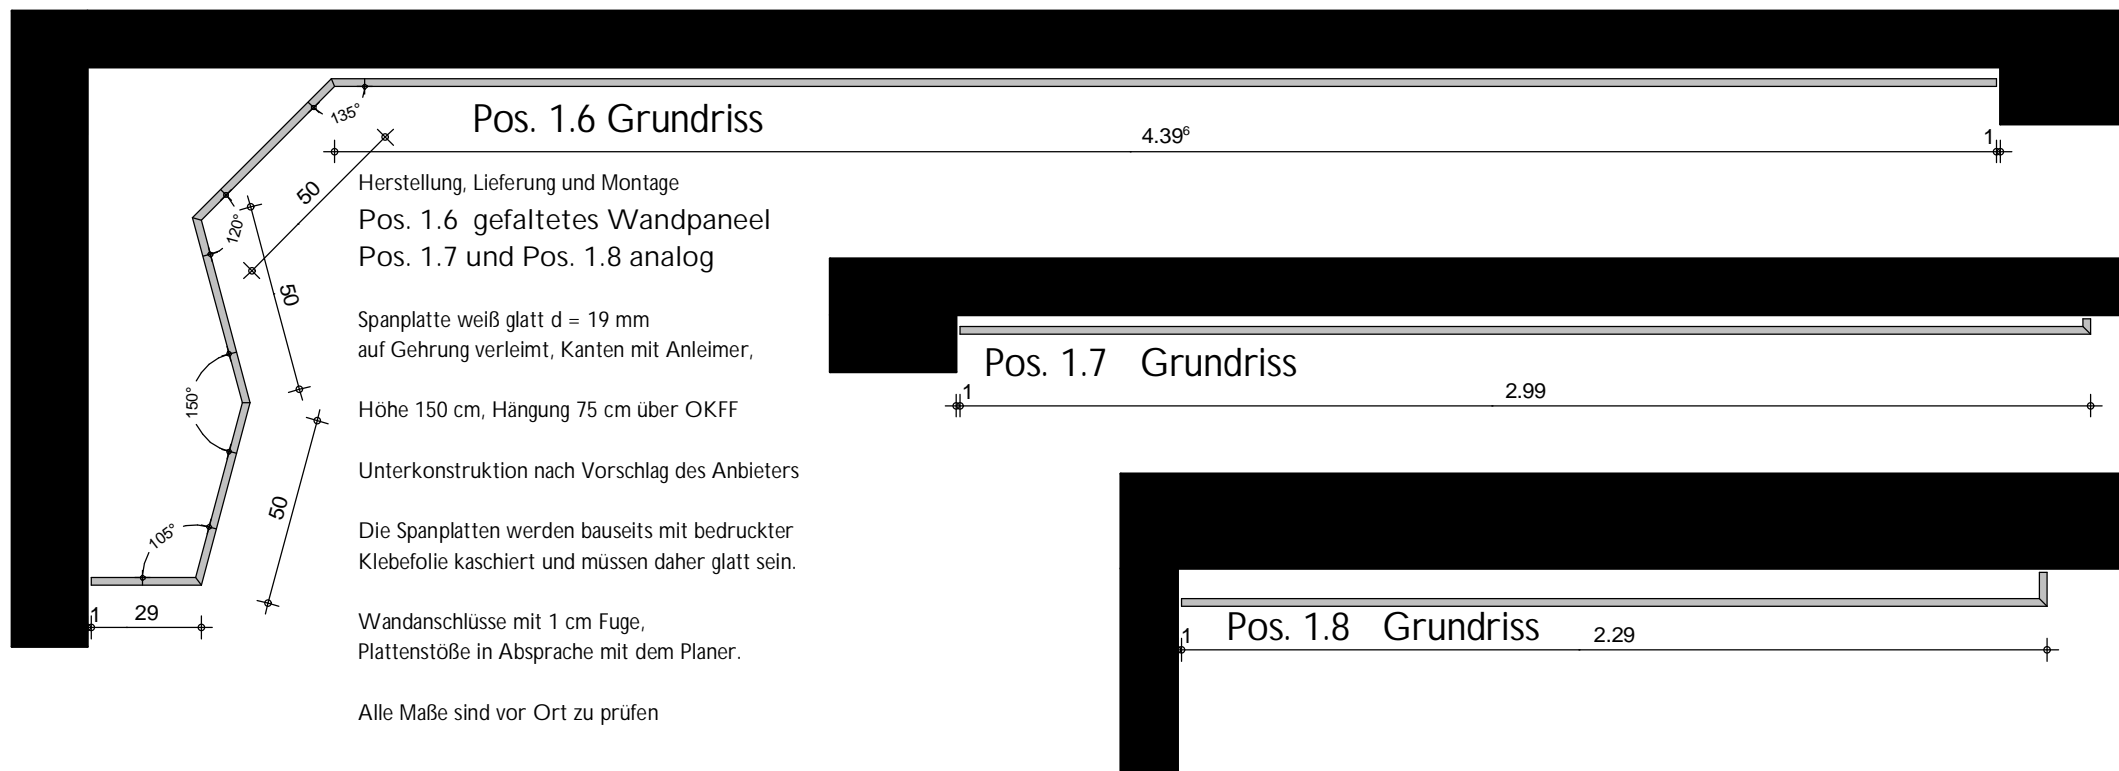 135°
Pos. 1.6 Grundriss
4.39⁶
1
50
Herstellung, Lieferung und Montage
Pos. 1.6 gefaltetes Wandpaneel
Pos. 1.7 und Pos. 1.8 analog
120°
50
Spanplatte weiß glatt d = 19 mm
auf Gehrung verleimt, Kanten mit Anleimer,
Höhe 150 cm, Hängung 75 cm über OKFF
150°
Unterkonstruktion nach Vorschlag des Anbieters
50
Die Spanplatten werden bauseits mit bedruckter
Klebefolie kaschiert und müssen daher glatt sein.
105°
1
29
Wandanschlüsse mit 1 cm Fuge,
Plattenstöße in Absprache mit dem Planer.
Alle Maße sind vor Ort zu prüfen
Pos. 1.7 Grundriss
1
2.99
Pos. 1.8 Grundriss
1
2.29